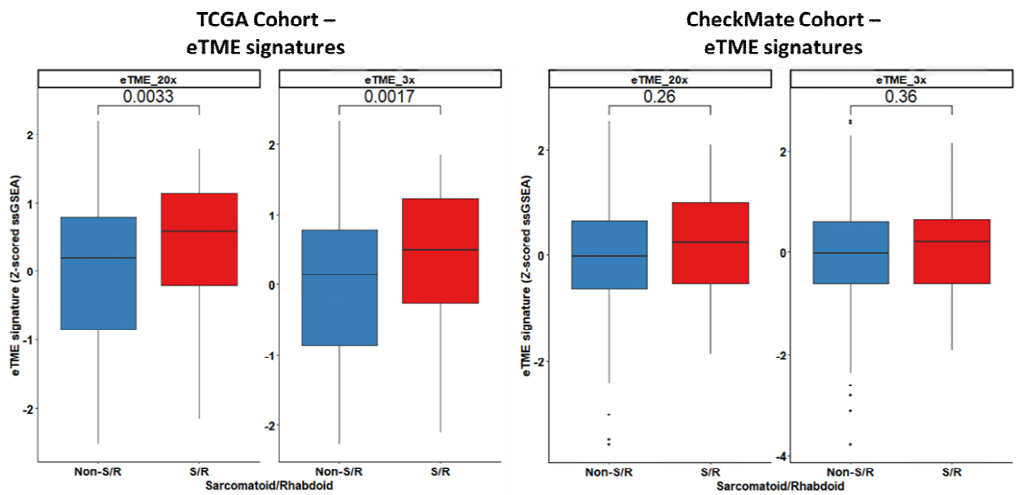 TCGA Cohort –
eTME signatures
CheckMate Cohort –
eTME signatures
eTME_20x
eTME_3x
eTME_20x
eTME_3x
0.0033
0.0017
0.26
0.36
eTME signature (Z-scored ssGSEA)
2
1
0
-1
-2
2
1
0
-1
-2
eTME signature (Z-scored ssGSEA)
2
0
-2
2
0
-2
-4
Non-S/R S/R
Non-S/R S/R
Non-S/R S/R
Non-S/R S/R
Sarcomatoid/Rhabdoid
Sarcomatoid/Rhabdoid